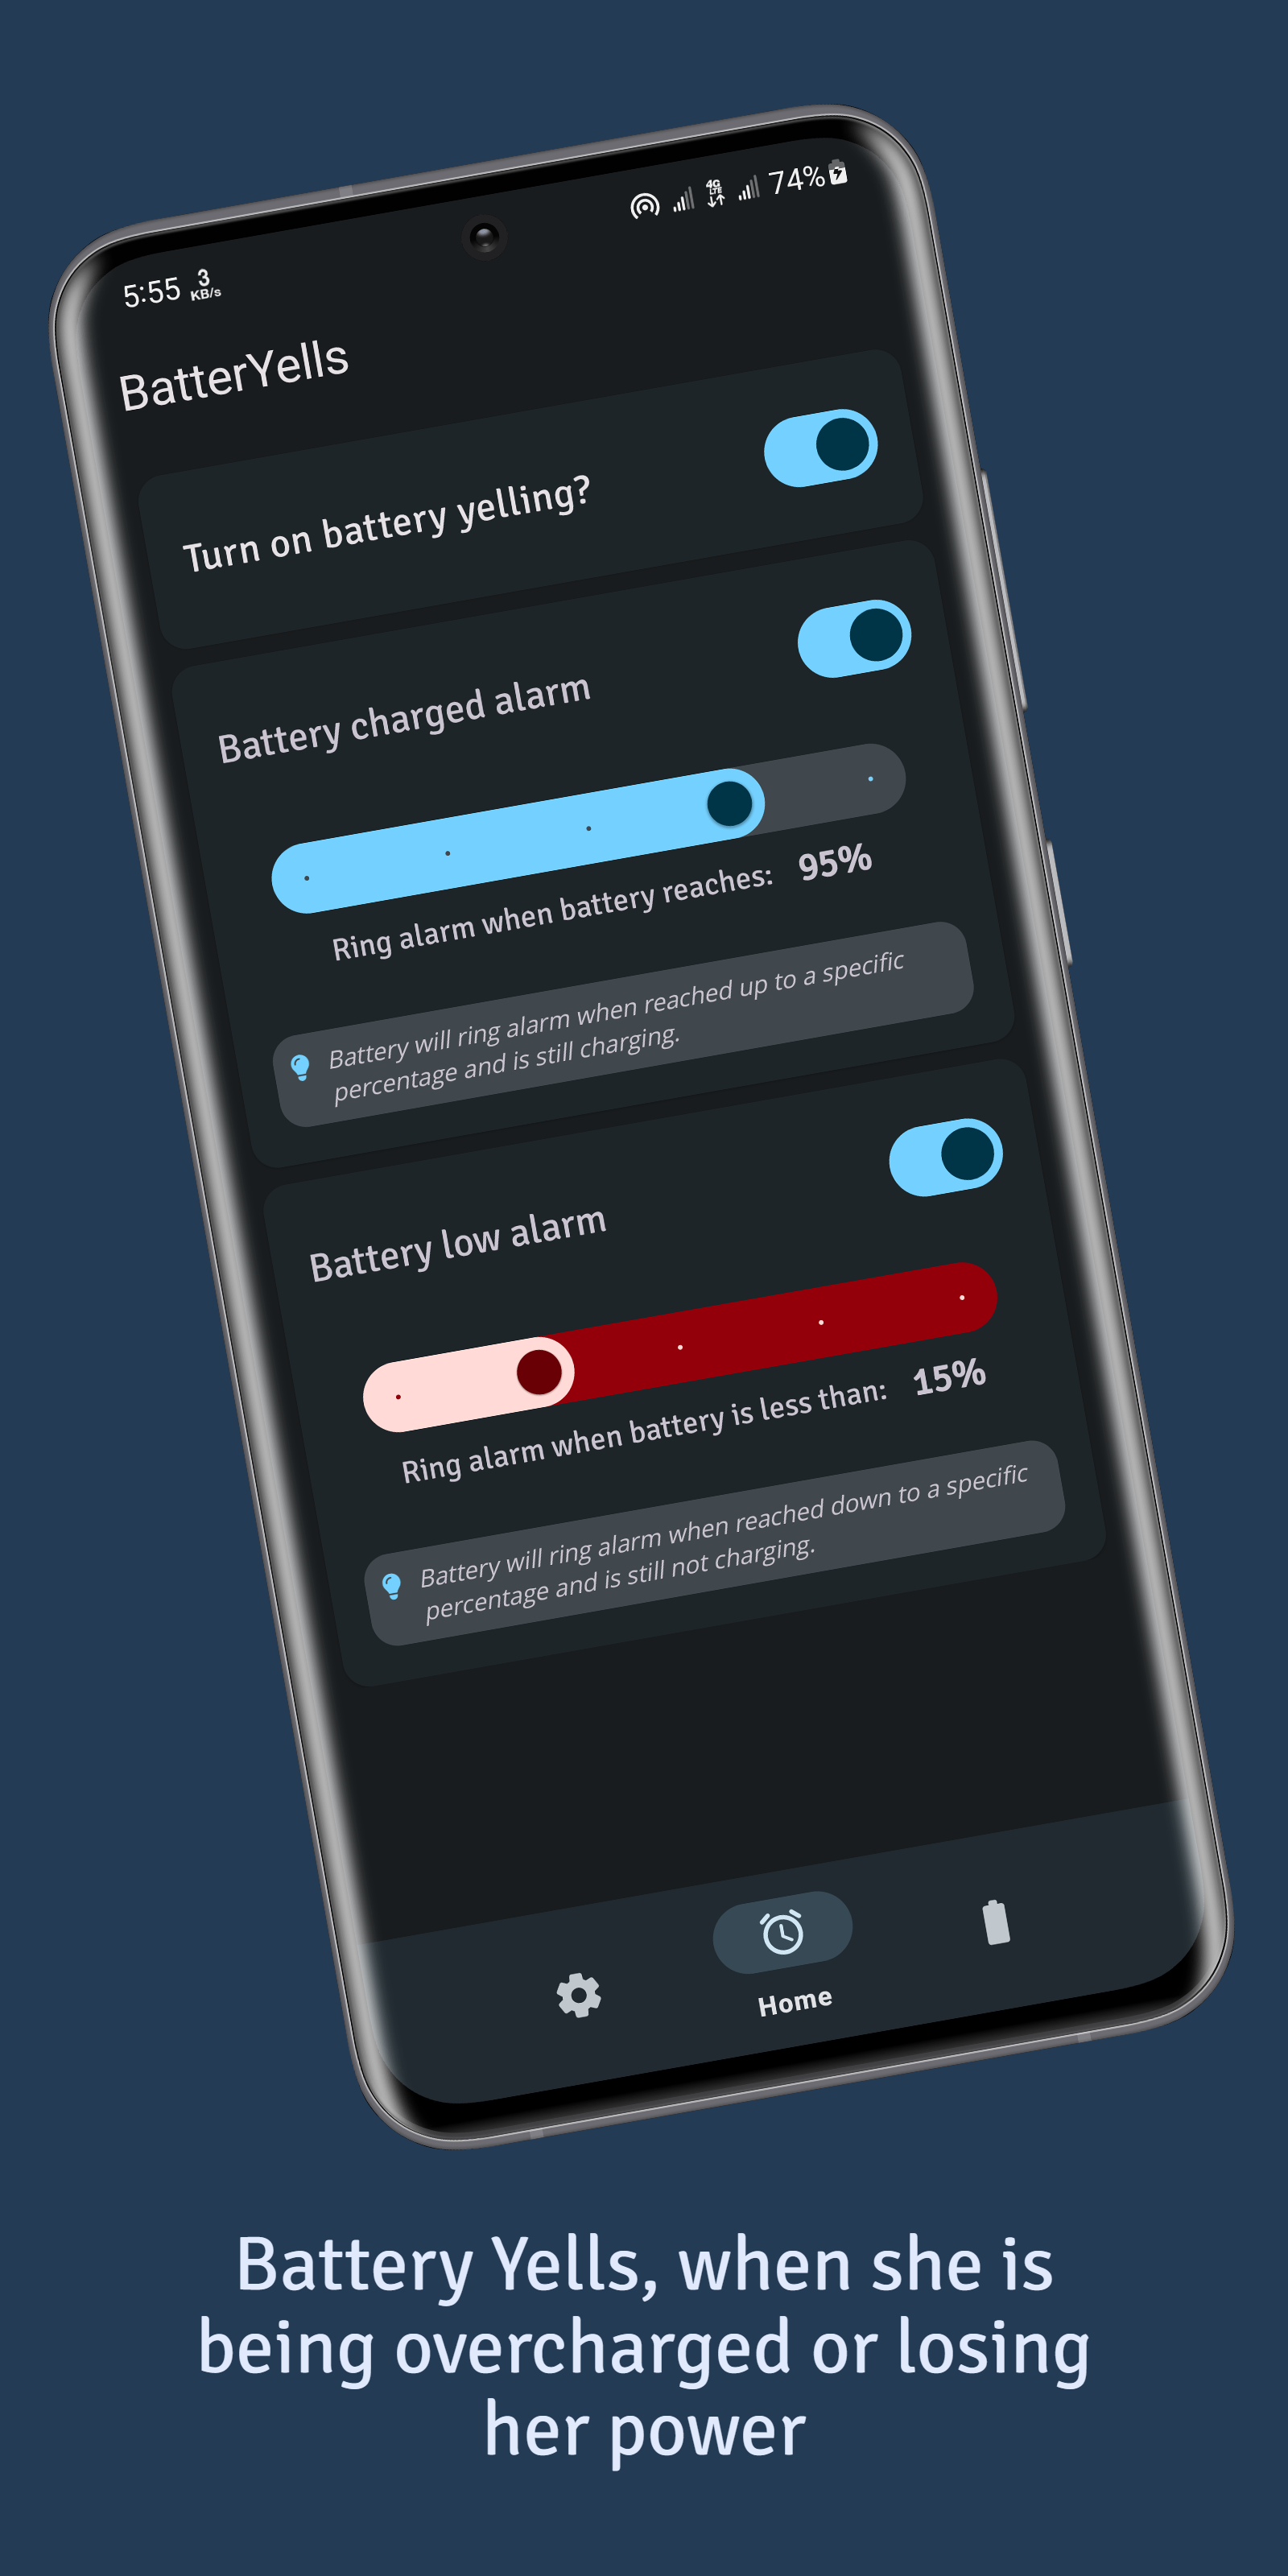 5:55
3
KB/s
4G
LTE
74%
BatterYells
Turn on battery yelling?
Battery charged alarm
Ring alarm when battery reaches: 95%
Battery will ring alarm when reached up to a specific
percentage and is still charging.
Battery low alarm
Ring alarm when battery is less than: 15%
Battery will ring alarm when reached down to a specific
percentage and is still not charging.
Home
Battery Yells, when she is
being overcharged or losing
her power